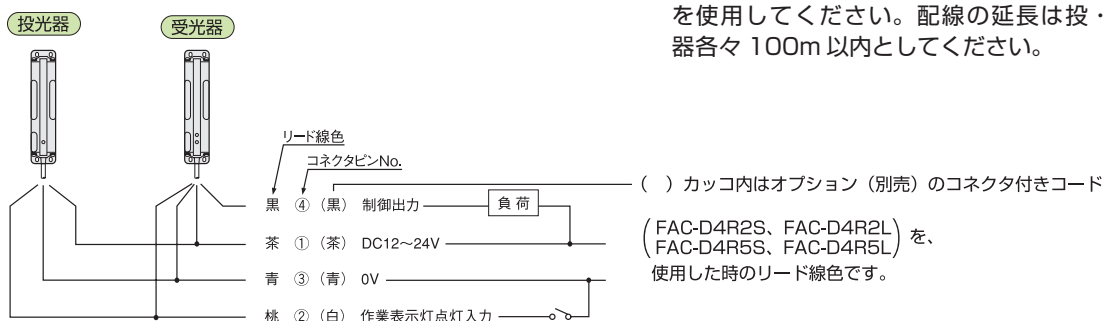 を使用してください。配線の延長は投・
器各々 100m 以内としてください。
投光器
受光器
リード線色
コネクタピンNo.
黒 ④ (黒) 制御出力 負荷
茶 ① (茶) DC12～24V
青 ③ (青) 0V
桃 ② (白) 作業表示灯点灯入力
( ) カッコ内はオプション（別売）のコネクタ付きコード
(FAC-D4R2S、FAC-D4R2L
FAC-D4R5S、FAC-D4R5L) を、
使用した時のリード線色です。